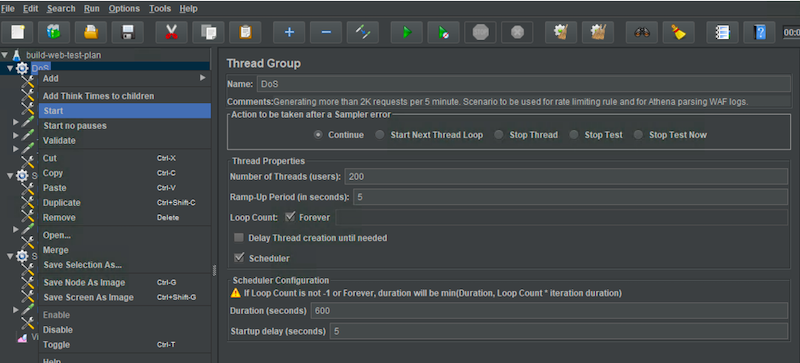 File Edit Search Run Options Tools Help
00:0
build-web-test-plan
DoS
Add
Add Think Times to children
Start
Start no pauses
Validate
Cut Ctrl-X
Copy Ctrl-C
Paste Ctrl-V
Duplicate Ctrl+Shift-C
Remove Delete
Open...
Merge
Save Selection As...
Save Node As Image Ctrl-G
Save Screen As Image Ctrl+Shift-G
Enable
Disable
Toggle Ctrl-T
Help
S
S
Vi
Thread Group
Name: DoS
Comments: Generating more than 2K requests per 5 minute. Scenario to be used for rate limiting rule and for Athena parsing WAF logs.
Action to be taken after a Sampler error
Continue Start Next Thread Loop Stop Thread Stop Test Stop Test Now
Thread Properties
Number of Threads (users): 200
Ramp-Up Period (in seconds): 5
Loop Count: Forever
Delay Thread creation until needed
Scheduler
Scheduler Configuration
If Loop Count is not -1 or Forever, duration will be min(Duration, Loop Count * iteration duration)
Duration (seconds) 600
Startup delay (seconds) 5